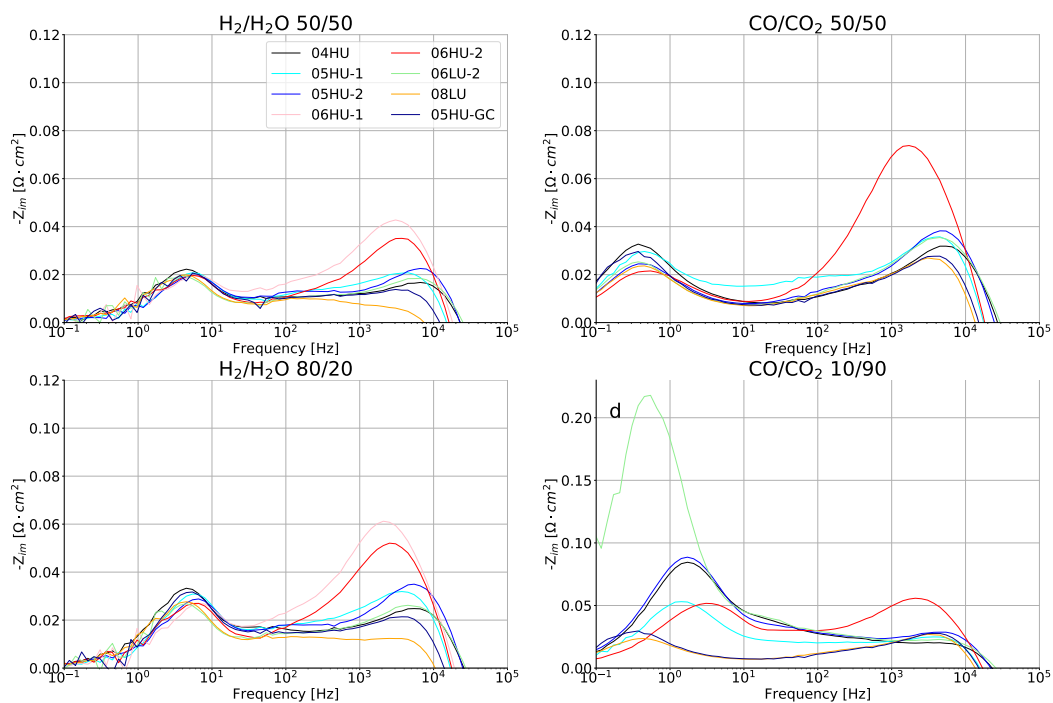 H₂/H₂O 50/50
0.12
0.10
0.08
0.06
0.04
0.02
0.00
-Z_im [Ω · cm²]
04HU
05HU-1
05HU-2
06HU-1
06HU-2
06LU-2
08LU
05HU-GC
10⁻¹ 10⁰ 10¹ 10² 10³ 10⁴ 10⁵
Frequency [Hz]
CO/CO₂ 50/50
0.12
0.10
0.08
0.06
0.04
0.02
0.00
-Z_im [Ω · cm²]
10⁻¹ 10⁰ 10¹ 10² 10³ 10⁴ 10⁵
Frequency [Hz]
H₂/H₂O 80/20
0.12
0.10
0.08
0.06
0.04
0.02
0.00
-Z_im [Ω · cm²]
10⁻¹ 10⁰ 10¹ 10² 10³ 10⁴ 10⁵
Frequency [Hz]
CO/CO₂ 10/90
d
0.20
0.15
0.10
0.05
0.00
-Z_im [Ω · cm²]
10⁻¹ 10⁰ 10¹ 10² 10³ 10⁴ 10⁵
Frequency [Hz]